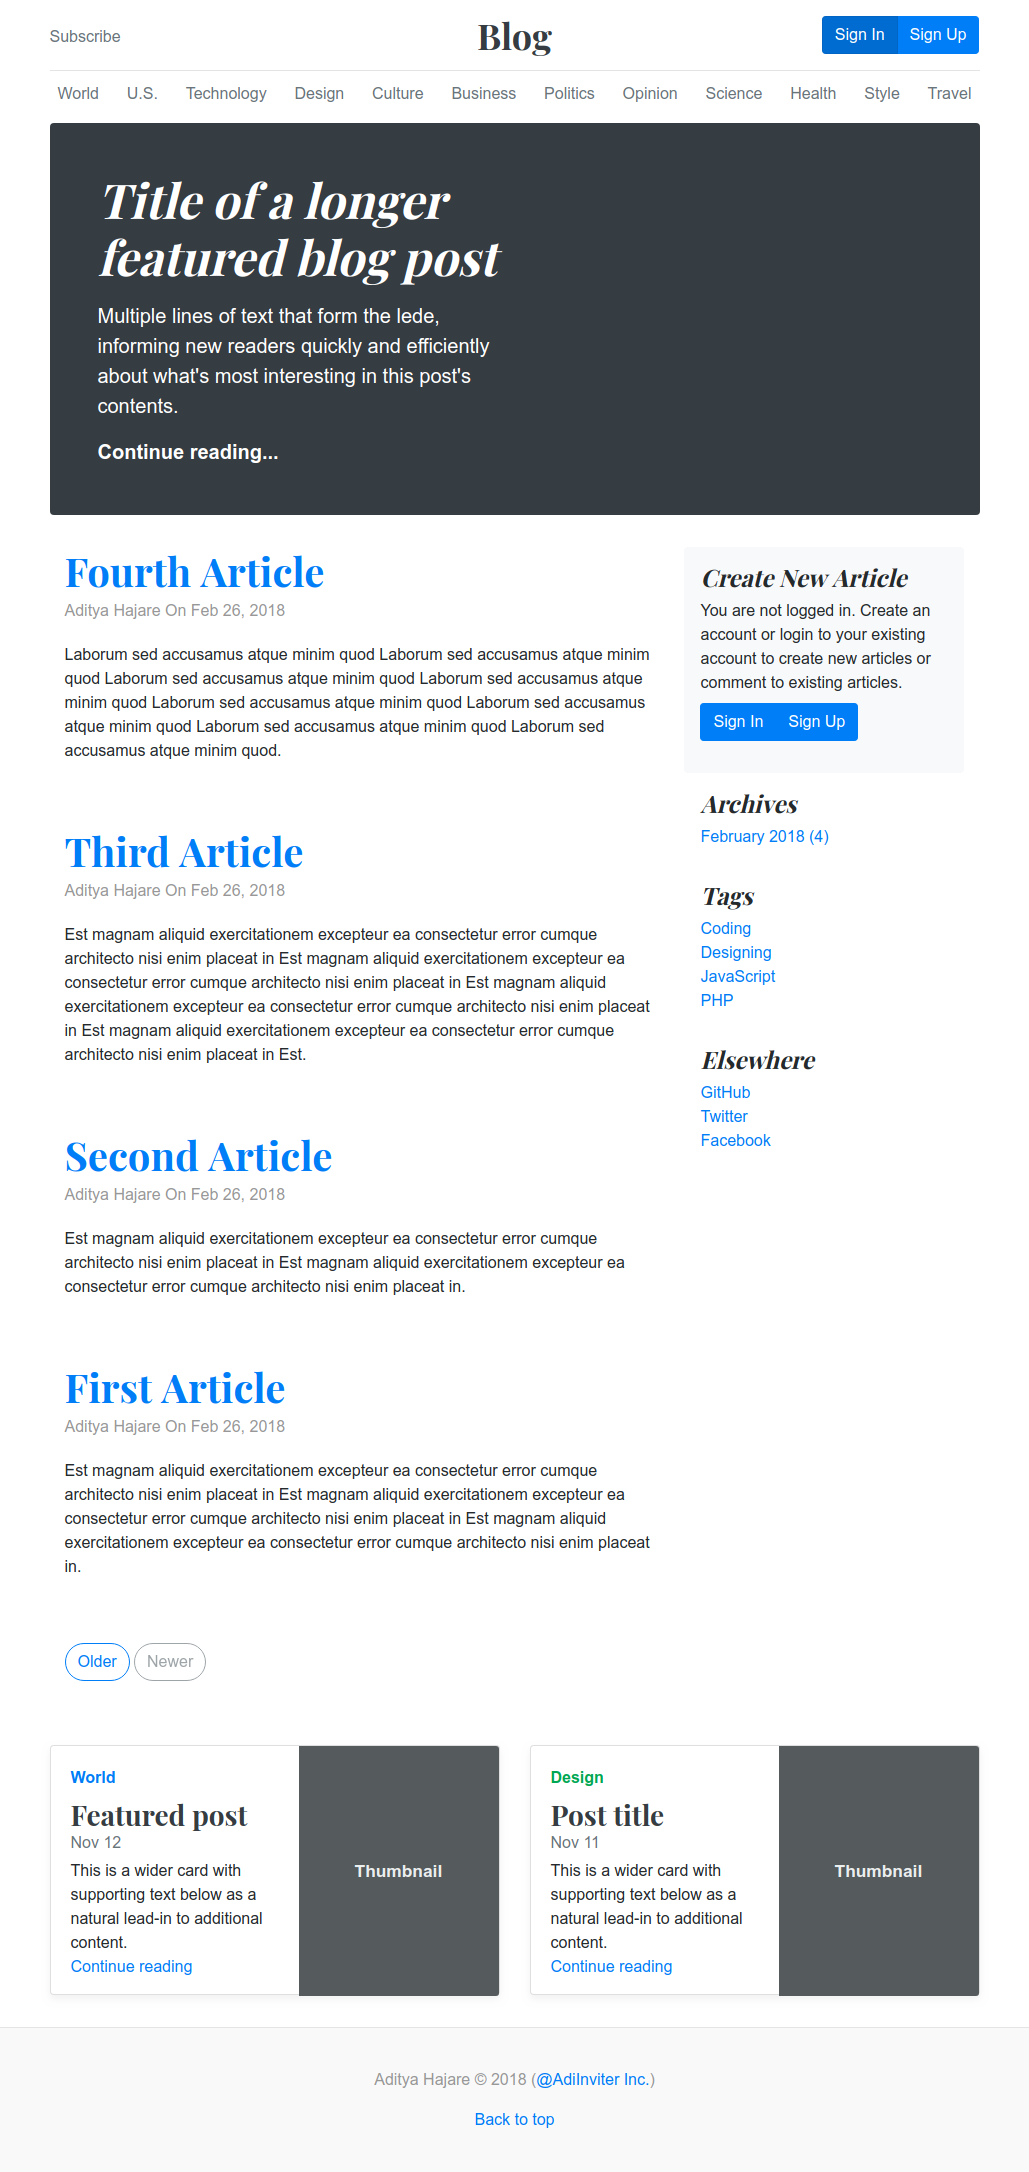 Subscribe
Blog
Sign In
Sign Up
World U.S. Technology Design Culture Business Politics Opinion Science Health Style Travel
Title of a longer
featured blog post
Multiple lines of text that form the lede,
informing new readers quickly and efficiently
about what's most interesting in this post's
contents.
Continue reading...
Fourth Article
Aditya Hajare On Feb 26, 2018
Laborum sed accusamus atque minim quod Laborum sed accusamus atque minim
quod Laborum sed accusamus atque minim quod Laborum sed accusamus atque
minim quod Laborum sed accusamus atque minim quod Laborum sed accusamus
atque minim quod Laborum sed accusamus atque minim quod Laborum sed
accusamus atque minim quod.
Third Article
Aditya Hajare On Feb 26, 2018
Est magnam aliquid exercitationem excepteur ea consectetur error cumque
architecto nisi enim placeat in Est magnam aliquid exercitationem excepteur ea
consectetur error cumque architecto nisi enim placeat in Est magnam aliquid
exercitationem excepteur ea consectetur error cumque architecto nisi enim placeat
in Est magnam aliquid exercitationem excepteur ea consectetur error cumque
architecto nisi enim placeat in Est.
Second Article
Aditya Hajare On Feb 26, 2018
Est magnam aliquid exercitationem excepteur ea consectetur error cumque
architecto nisi enim placeat in Est magnam aliquid exercitationem excepteur ea
consectetur error cumque architecto nisi enim placeat in.
First Article
Aditya Hajare On Feb 26, 2018
Est magnam aliquid exercitationem excepteur ea consectetur error cumque
architecto nisi enim placeat in Est magnam aliquid exercitationem excepteur ea
consectetur error cumque architecto nisi enim placeat in Est magnam aliquid
exercitationem excepteur ea consectetur error cumque architecto nisi enim placeat
in.
Older
Newer
Create New Article
You are not logged in. Create an
account or login to your existing
account to create new articles or
comment to existing articles.
Sign In
Sign Up
Archives
February 2018 (4)
Tags
Coding
Designing
JavaScript
PHP
Elsewhere
GitHub
Twitter
Facebook
World
Featured post
Nov 12
This is a wider card with
supporting text below as a
natural lead-in to additional
content.
Continue reading
Thumbnail
Design
Post title
Nov 11
This is a wider card with
supporting text below as a
natural lead-in to additional
content.
Continue reading
Thumbnail
Aditya Hajare © 2018 (@AdiInviter Inc.)
Back to top